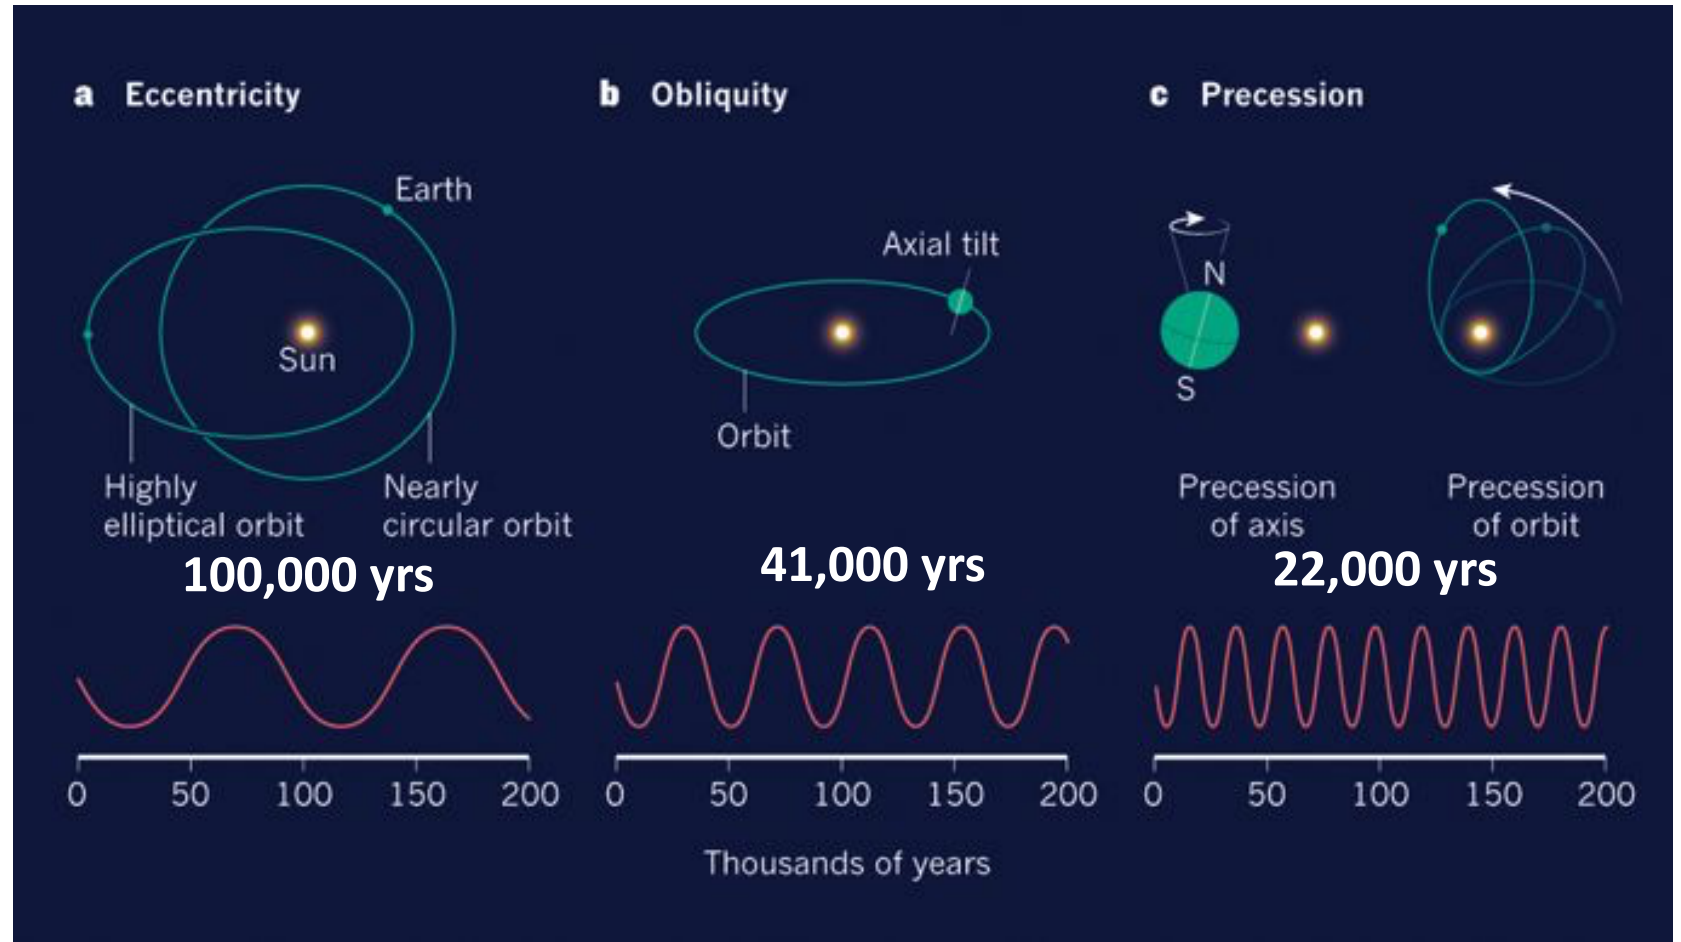 a Eccentricity
Earth
Sun
Highly
elliptical orbit
Nearly
circular orbit
100,000 yrs
0 50 100 150 200
b Obliquity
Axial tilt
Orbit
41,000 yrs
0 50 100 150 200
c Precession
N
S
Precession
of axis
Precession
of orbit
22,000 yrs
0 50 100 150 200
Thousands of years